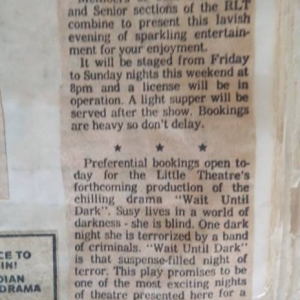 and Senior sections of the RLT
combine to present this lavish
evening of sparkling entertain-
ment for your enjoyment.
It will be staged from Friday
to Sunday nights this weekend at
8pm and a license will be in
operation. A light supper will be
served after the show. Bookings
are heavy so don't delay.
★ ★ ★
Preferential bookings open to-
day for the Little Theatre's
forthcoming production of the
chilling drama "Wait Until
Dark". Susy lives in a world of
darkness - she is blind. One dark
night she is terrorized by a band
of criminals. "Wait Until Dark"
is that suspense-filled night of
terror. This play promises to be
one of the most exciting nights
of theatre presented here for a
CE TO
IN!
DIAN
DRAMA